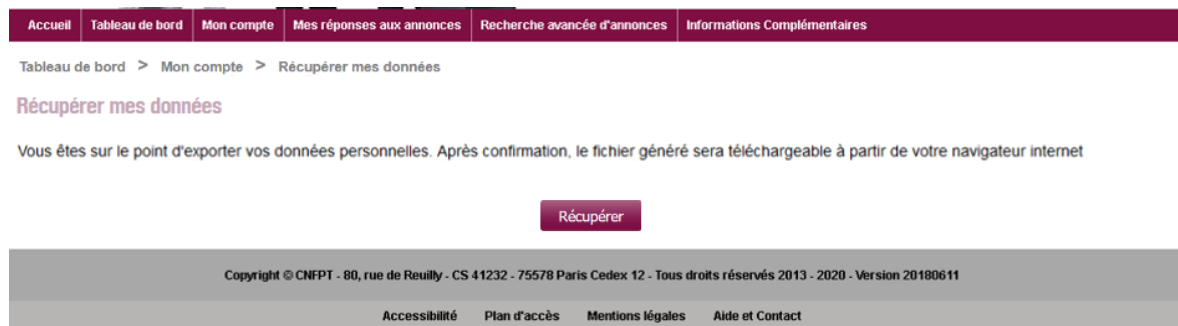 Accueil Tableau de bord Mon compte Mes réponses aux annonces Recherche avancée d'annonces Informations Complémentaires
Tableau de bord > Mon compte > Récupérer mes données
Récupérer mes données
Vous êtes sur le point d'exporter vos données personnelles. Après confirmation, le fichier généré sera téléchargeable à partir de votre navigateur internet
Récupérer
Copyright © CNFPT - 80, rue de Reuilly - CS 41232 - 75578 Paris Cedex 12 - Tous droits réservés 2013 - 2020 - Version 20180611
Accessibilité Plan d'accès Mentions légales Aide et Contact